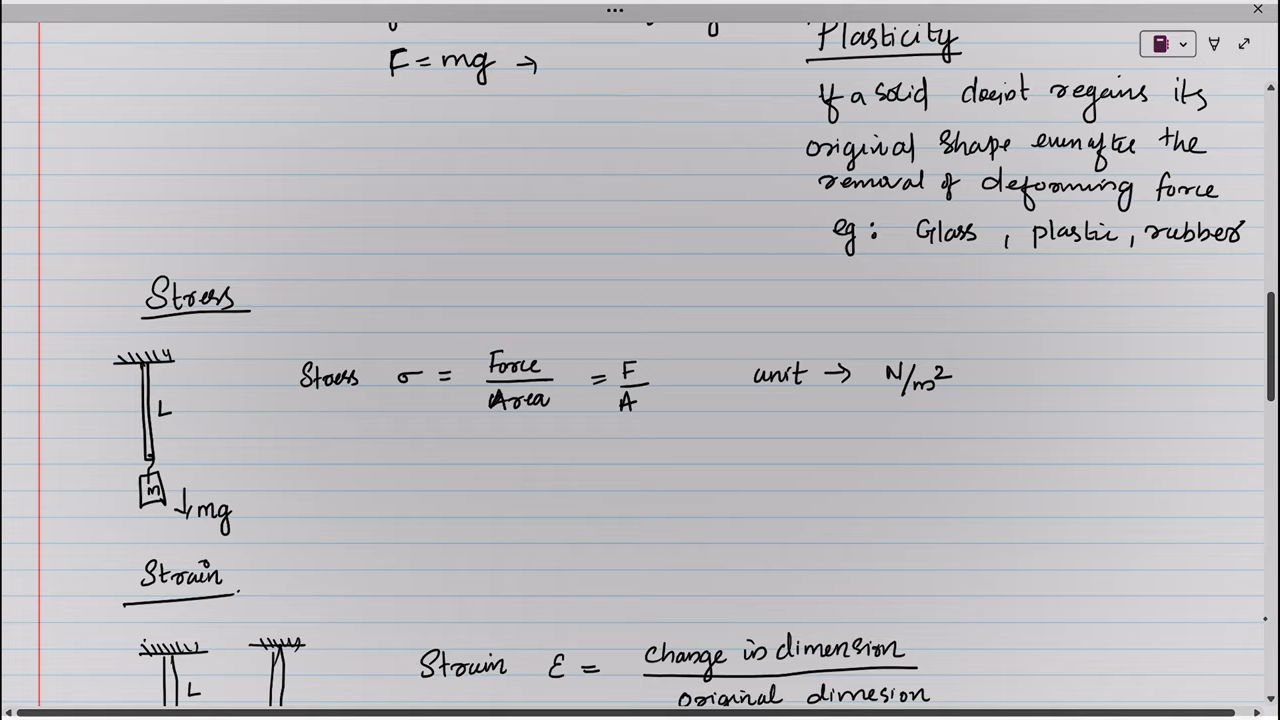 F = mg →
Plasticity
If a solid doesn't regains its
original shape even after the
removal of deforming force
eg: Glass, plastic, rubber
Stress
L
m
↓mg
Stress σ = Force/Area = F/A unit → N/m²
Strain
L
Strain ε = change in dimension / original dimesion